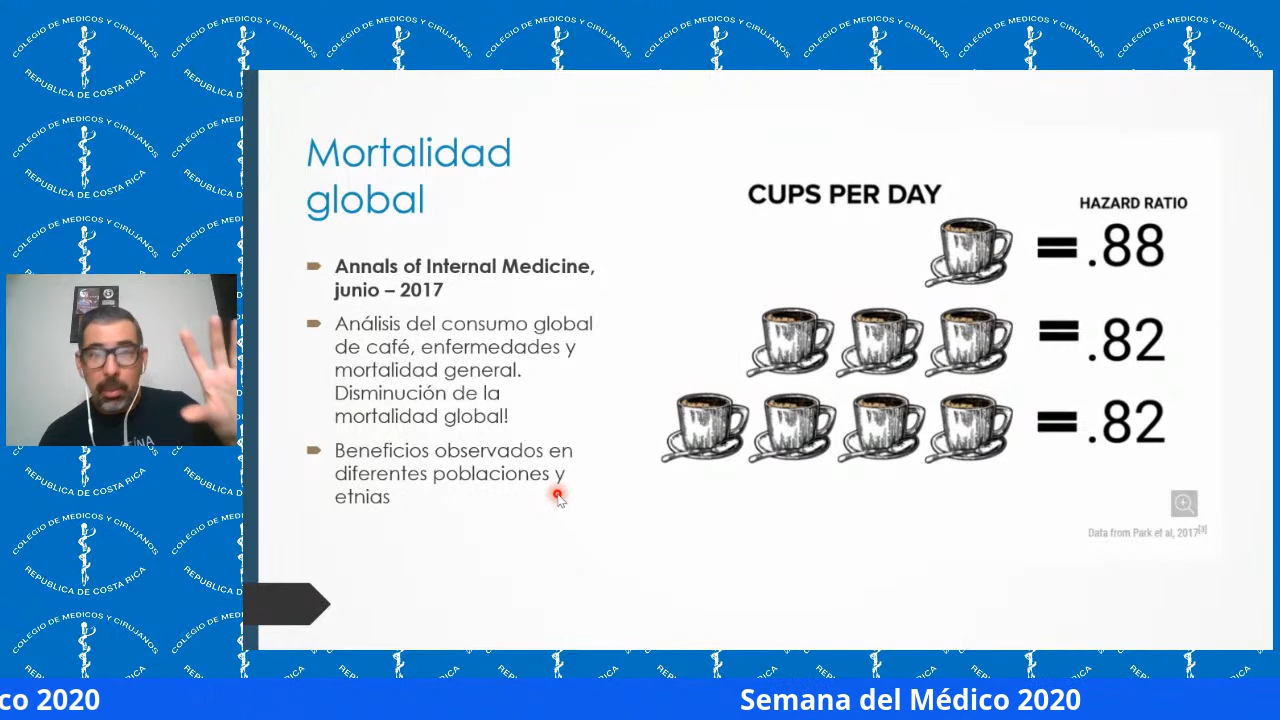 COLEGIO DE MEDICOS Y CIRUJANOS
REPUBLICA DE COSTA RICA
Mortalidad
global
Annals of Internal Medicine,
junio – 2017
Análisis del consumo global
de café, enfermedades y
mortalidad general.
Disminución de la
mortalidad global!
Beneficios observados en
diferentes poblaciones y
etnias
CUPS PER DAY
HAZARD RATIO
= .88
= .82
= .82
Data from Park et al, 2017[3]
co 2020
Semana del Médico 2020